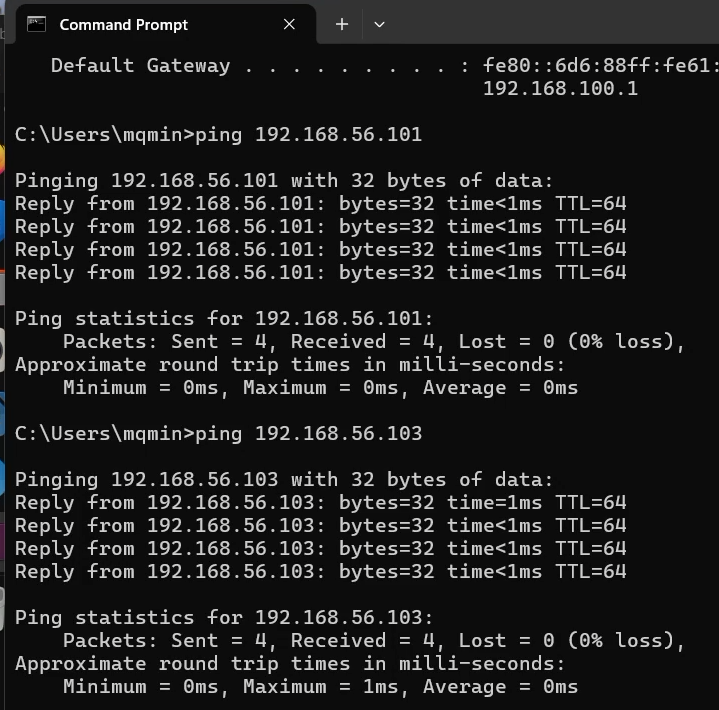 Command Prompt
Default Gateway . . . . . . . . . : fe80::6d6:88ff:fe61:
192.168.100.1
C:\Users\mqmin>ping 192.168.56.101
Pinging 192.168.56.101 with 32 bytes of data:
Reply from 192.168.56.101: bytes=32 time<1ms TTL=64
Reply from 192.168.56.101: bytes=32 time<1ms TTL=64
Reply from 192.168.56.101: bytes=32 time<1ms TTL=64
Reply from 192.168.56.101: bytes=32 time<1ms TTL=64
Ping statistics for 192.168.56.101:
Packets: Sent = 4, Received = 4, Lost = 0 (0% loss),
Approximate round trip times in milli-seconds:
Minimum = 0ms, Maximum = 0ms, Average = 0ms
C:\Users\mqmin>ping 192.168.56.103
Pinging 192.168.56.103 with 32 bytes of data:
Reply from 192.168.56.103: bytes=32 time=1ms TTL=64
Reply from 192.168.56.103: bytes=32 time<1ms TTL=64
Reply from 192.168.56.103: bytes=32 time<1ms TTL=64
Reply from 192.168.56.103: bytes=32 time<1ms TTL=64
Ping statistics for 192.168.56.103:
Packets: Sent = 4, Received = 4, Lost = 0 (0% loss),
Approximate round trip times in milli-seconds:
Minimum = 0ms, Maximum = 1ms, Average = 0ms